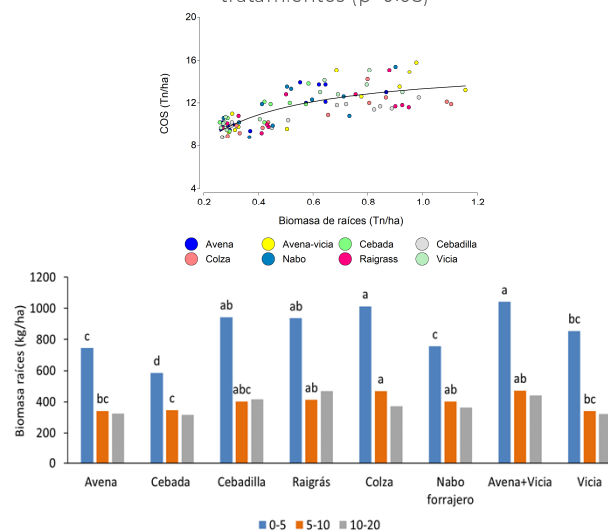 tratamientos (p<0.05)
20
16
12
8
4
COS (Tn/ha)
0.2 0.4 0.6 0.8 1.0 1.2
Biomasa de raíces (Tn/ha)
Avena Avena-vicia Cebada Cebadilla
Colza Nabo Raigrass Vicia
1200
1000
800
600
400
200
0
Biomasa raíces (kg/ha)
c bc
d c
ab abc
ab ab
a a
c ab
a ab
bc bc
Avena Cebada Cebadilla Raigrás Colza Nabo forrajero Avena+Vicia Vicia
0-5 5-10 10-20